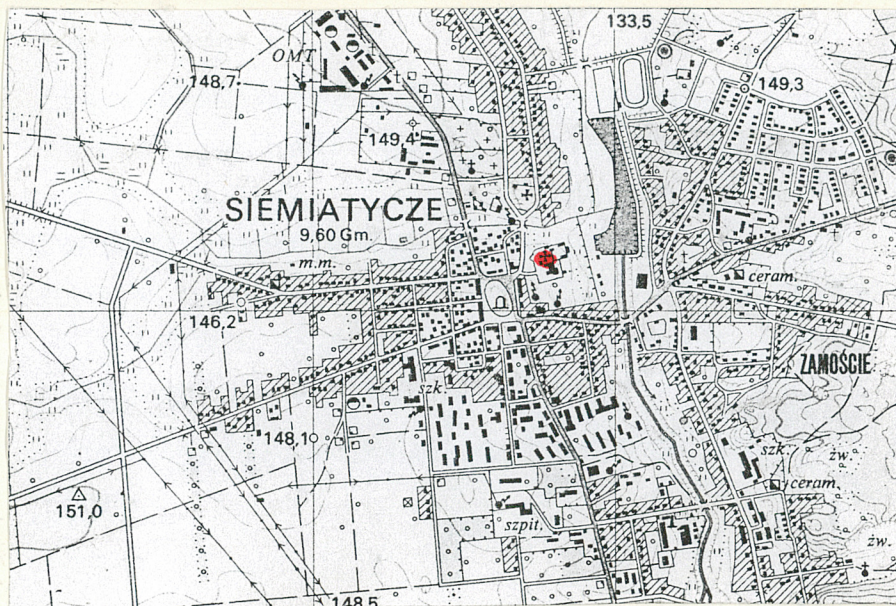 133,5
OMT
148,7
149,3
149,4
SIEMIATYCZE
9,60 Gm.
m.m.
ceram.
146,2
ZAMOŚCIE
szk.
148,1
szk.
żw.
ceram.
151,0
szpit.
żw.
148,5